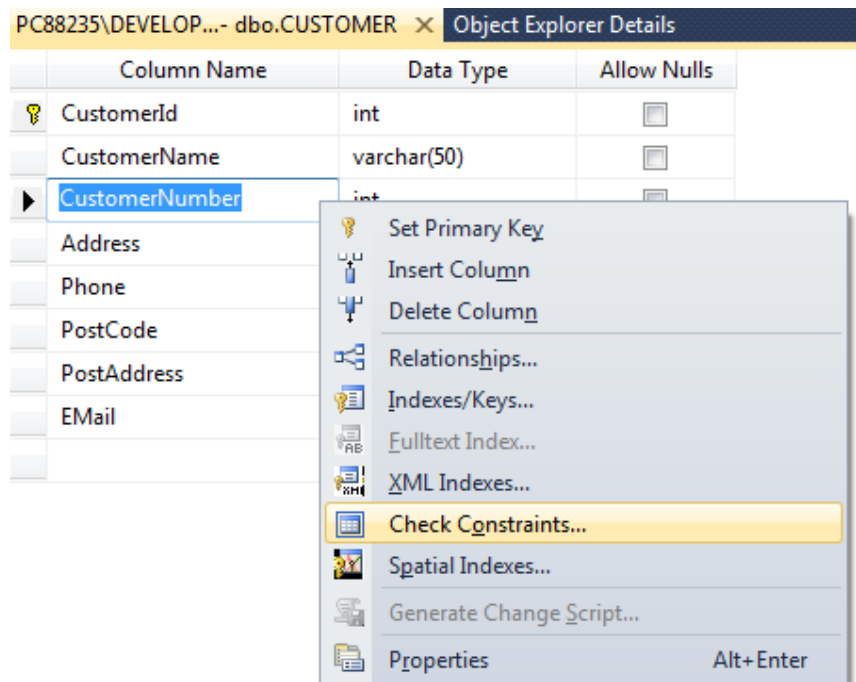 PC88235\DEVELOP...- dbo.CUSTOMER Object Explorer Details
Column Name Data Type Allow Nulls
CustomerId int
CustomerName varchar(50)
CustomerNumber int
Address
Phone
PostCode
PostAddress
EMail
Set Primary Key
Insert Column
Delete Column
Relationships...
Indexes/Keys...
Fulltext Index...
XML Indexes...
Check Constraints...
Spatial Indexes...
Generate Change Script...
Properties Alt+Enter